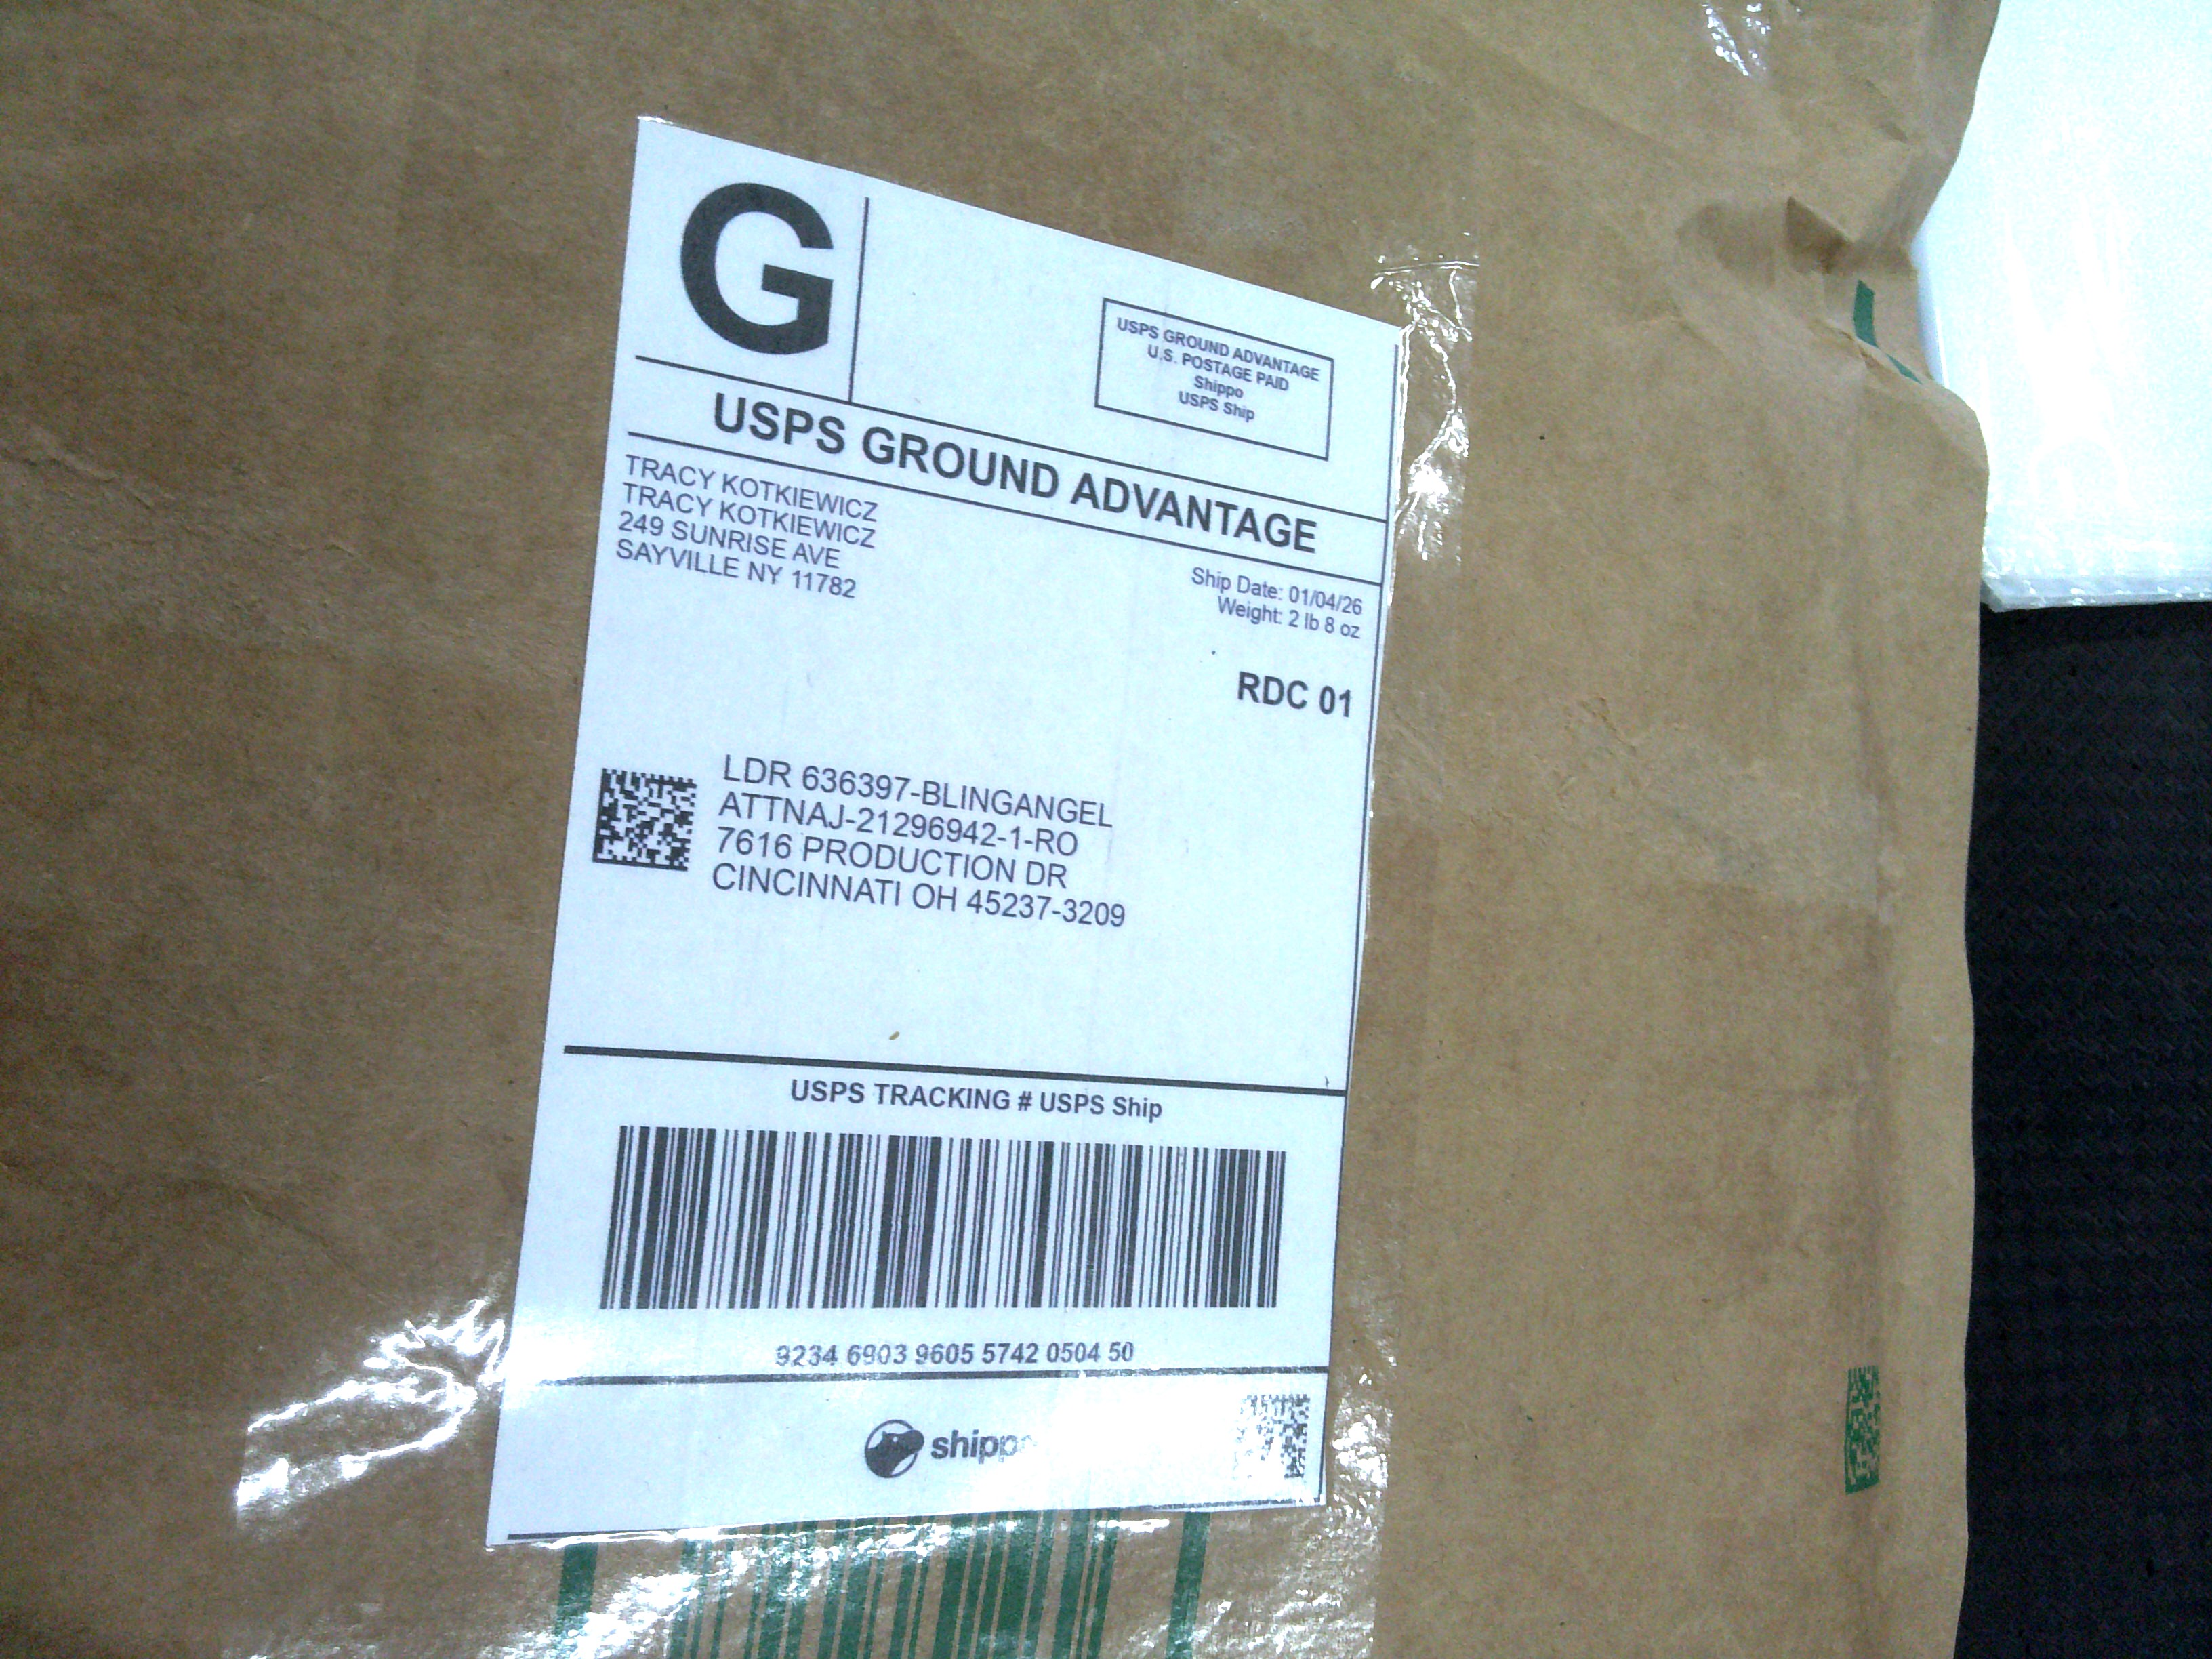 G
USPS GROUND ADVANTAGE
U.S. POSTAGE PAID
Shippo
USPS Ship
USPS GROUND ADVANTAGE
TRACY KOTKIEWICZ
TRACY KOTKIEWICZ
249 SUNRISE AVE
SAYVILLE NY 11782
Ship Date: 01/04/26
Weight: 2 lb 8 oz
RDC 01
LDR 636397-BLINGANGEL
ATTNAJ-21296942-1-RO
7616 PRODUCTION DR
CINCINNATI OH 45237-3209
USPS TRACKING # USPS Ship
9234 6903 9605 5742 0504 50
shippo